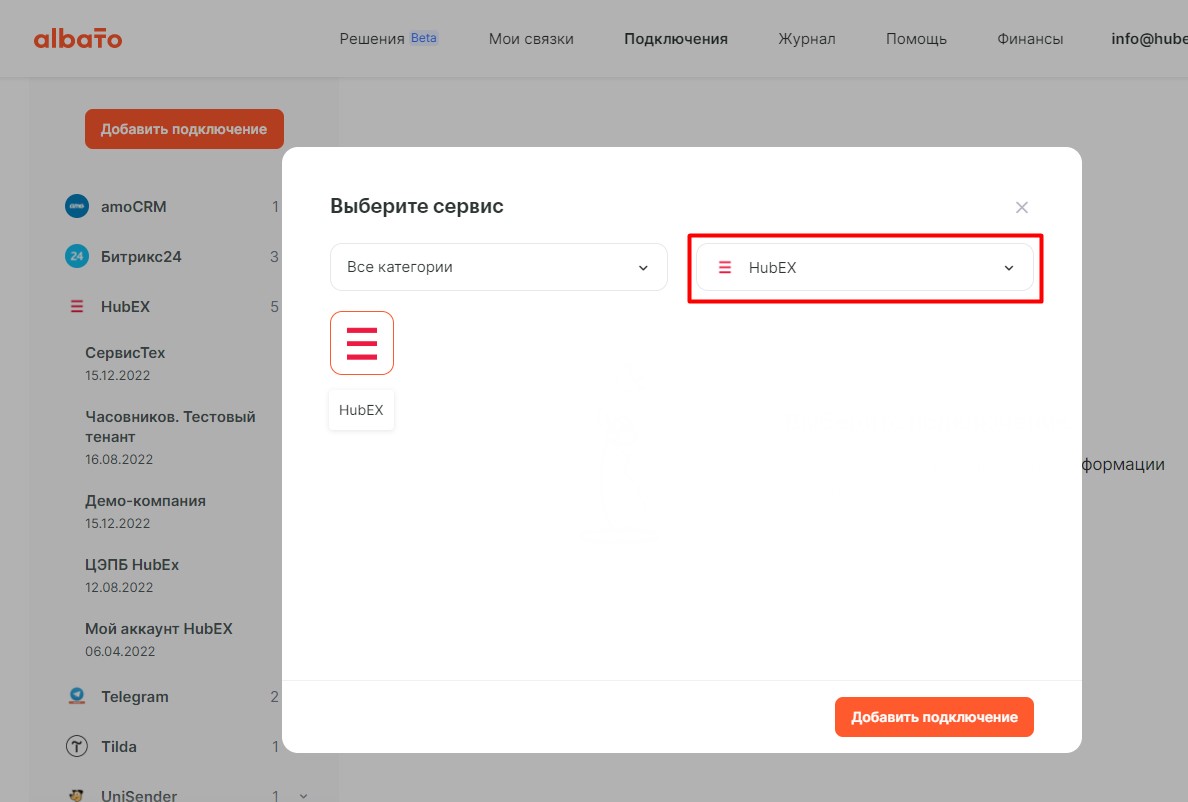 albato
Решения Beta
Мои связки
Подключения
Журнал
Помощь
Финансы
info@hube
Добавить подключение
amoCRM 1
Битрикс24 3
HubEX 5
СервисТех
15.12.2022
Часовников. Тестовый
тенант
16.08.2022
Демо-компания
15.12.2022
ЦЭПБ HubEx
12.08.2022
Мой аккаунт HubEX
06.04.2022
Telegram 2
Tilda 1
UniSender 1
Выберите сервис
Все категории
HubEX
HubEX
формации
Добавить подключение